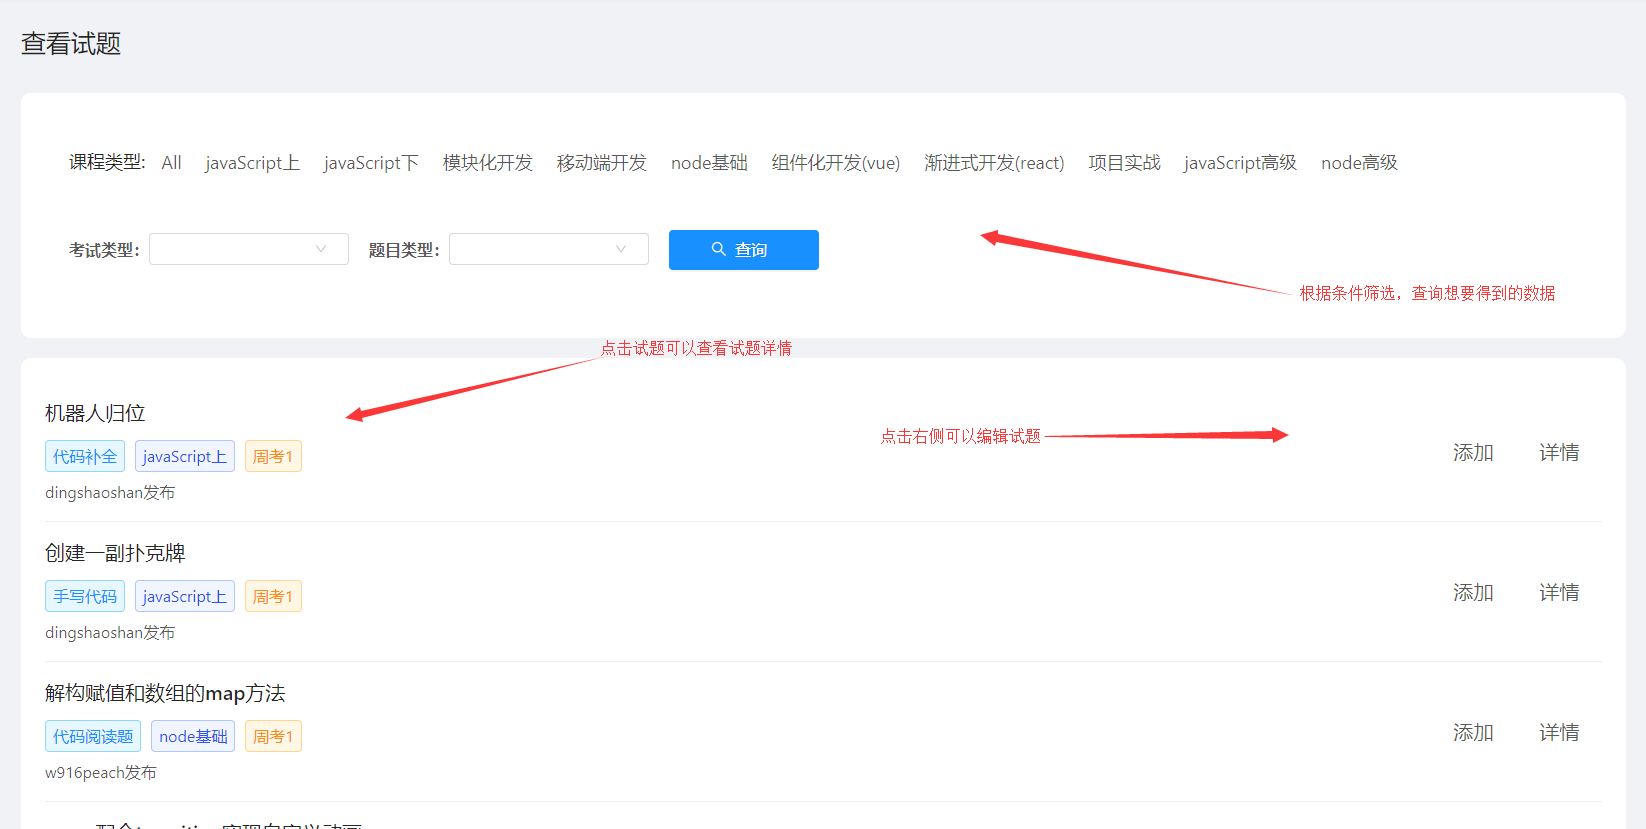 查看试题
课程类型: All javaScript上 javaScript下 模块化开发 移动端开发 node基础 组件化开发(vue) 渐进式开发(react) 项目实战 javaScript高级 node高级
考试类型: 题目类型: 查询
根据条件筛选，查询想要得到的数据
点击试题可以查看试题详情
机器人归位
点击右侧可以编辑试题
代码补全 javaScript上 周考1
添加 详情
dingshaoshan发布
创建一副扑克牌
手写代码 javaScript上 周考1
添加 详情
dingshaoshan发布
解构赋值和数组的map方法
代码阅读题 node基础 周考1
添加 详情
w916peach发布